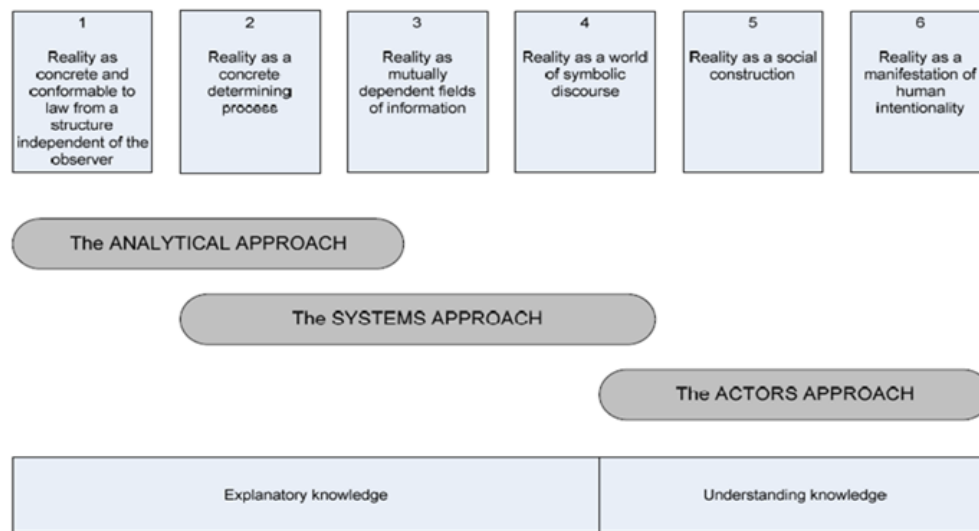 1
Reality as
concrete and
conformable to
law from a
structure
independent of the
observer
2
Reality as a
concrete
determining
process
3
Reality as
mutually
dependent fields
of information
4
Reality as a world
of symbolic
discourse
5
Reality as a social
construction
6
Reality as a
manifestation of
human
intentionality
The ANALYTICAL APPROACH
The SYSTEMS APPROACH
The ACTORS APPROACH
Explanatory knowledge
Understanding knowledge